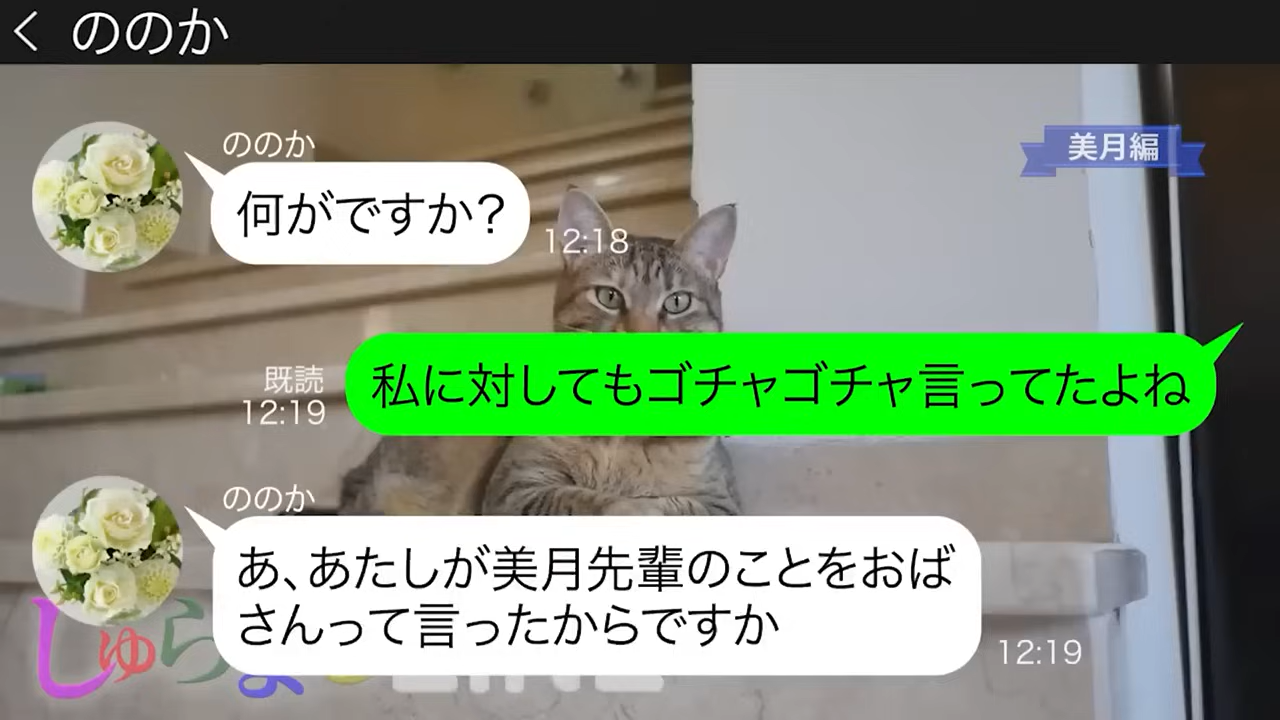 ののか
美月編
ののか
何がですか?
12:18
私に対してもゴチャゴチャ言ってたよね
既読
12:19
ののか
あ、あたしが美月先輩のことをおば
さんって言ったからですか
12:19
しゅら